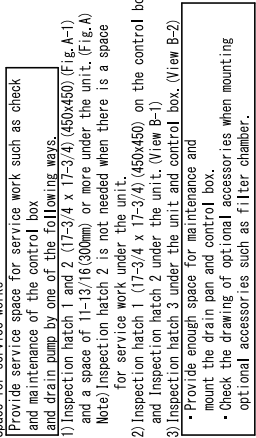 space for service works
Provide service space for service work such as check
and maintenance of the control box
and drain pump by one of the following ways.
1)Inspection hatch 1 and 2 (17-3/4 x 17-3/4) (450x450) (Fig. A-1)
and a space of 11-13/16(300mm) or more under the unit. (Fig. A)
Note)Inspection hatch 2 is not needed when there is a space
for service work under the unit.
2)Inspection hatch 1 (17-3/4 x 17-3/4) (450x450) on the control bo
and Inspection hatch 2 under the unit. (View B-1)
3)Inspection hatch 3 under the unit and control box. (View B-2)
・Provide enough space for maintenance and
mount the drain pan and control box.
・Check the drawing of optional accessories when mounting
optional accessories such as filter chamber.